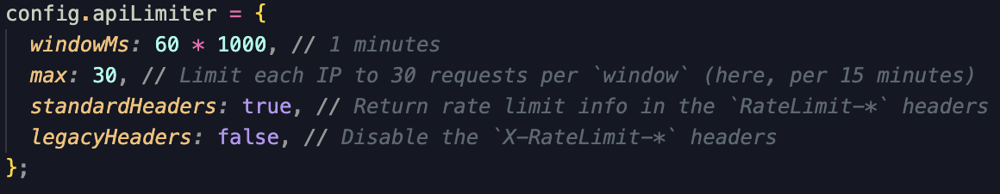 config.apiLimiter = {
  windowMs: 60 * 1000, // 1 minutes
  max: 30, // Limit each IP to 30 requests per `window` (here, per 15 minutes)
  standardHeaders: true, // Return rate limit info in the `RateLimit-*` headers
  legacyHeaders: false, // Disable the `X-RateLimit-*` headers
};